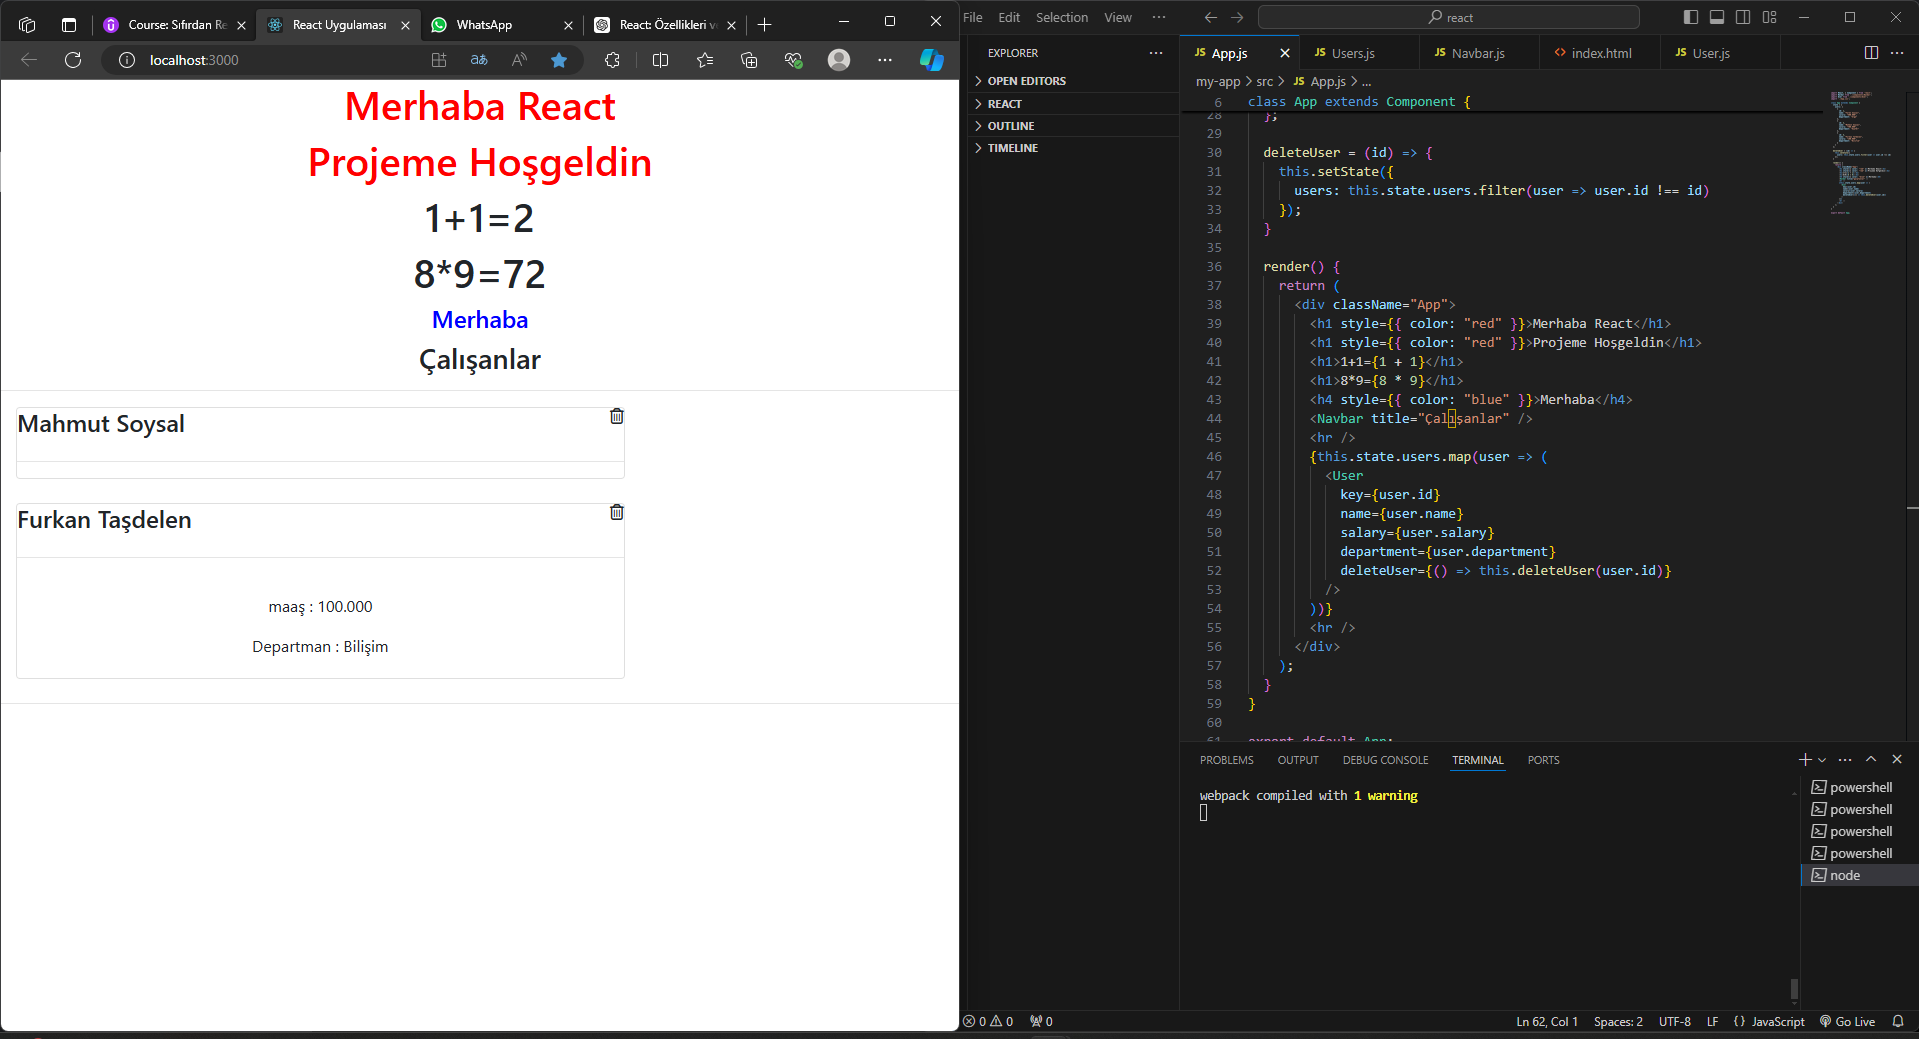 Course: Sıfırdan Re
React Uygulaması
WhatsApp
React: Özellikleri v
localhost:3000
Merhaba React
Projeme Hoşgeldin
1+1=2
8*9=72
Merhaba
Çalışanlar
Mahmut Soysal
Furkan Taşdelen
maaş : 100.000
Departman : Bilişim
File Edit Selection View ···
react
EXPLORER
OPEN EDITORS
REACT
OUTLINE
TIMELINE
JS App.js
JS Users.js
JS Navbar.js
<> index.html
JS User.js
my-app > src > JS App.js > ...
6 class App extends Component {
28 };
29
30 deleteUser = (id) => {
31 this.setState({
32 users: this.state.users.filter(user => user.id !== id)
33 });
34 }
35
36 render() {
37 return (
38 <div className="App">
39 <h1 style={{ color: "red" }}>Merhaba React</h1>
40 <h1 style={{ color: "red" }}>Projeme Hoşgeldin</h1>
41 <h1>1+1={1 + 1}</h1>
42 <h1>8*9={8 * 9}</h1>
43 <h4 style={{ color: "blue" }}>Merhaba</h4>
44 <Navbar title="Çalışanlar" />
45 <hr />
46 {this.state.users.map(user => (
47 <User
48 key={user.id}
49 name={user.name}
50 salary={user.salary}
51 department={user.department}
52 deleteUser={() => this.deleteUser(user.id)}
53 />
54 ))}
55 <hr />
56 </div>
57 );
58 }
59 }
60
61 export default App;
PROBLEMS OUTPUT DEBUG CONSOLE TERMINAL PORTS
webpack compiled with 1 warning
powershell
powershell
powershell
powershell
node
0 0 0
Ln 62, Col 1 Spaces: 2 UTF-8 LF {} JavaScript Go Live